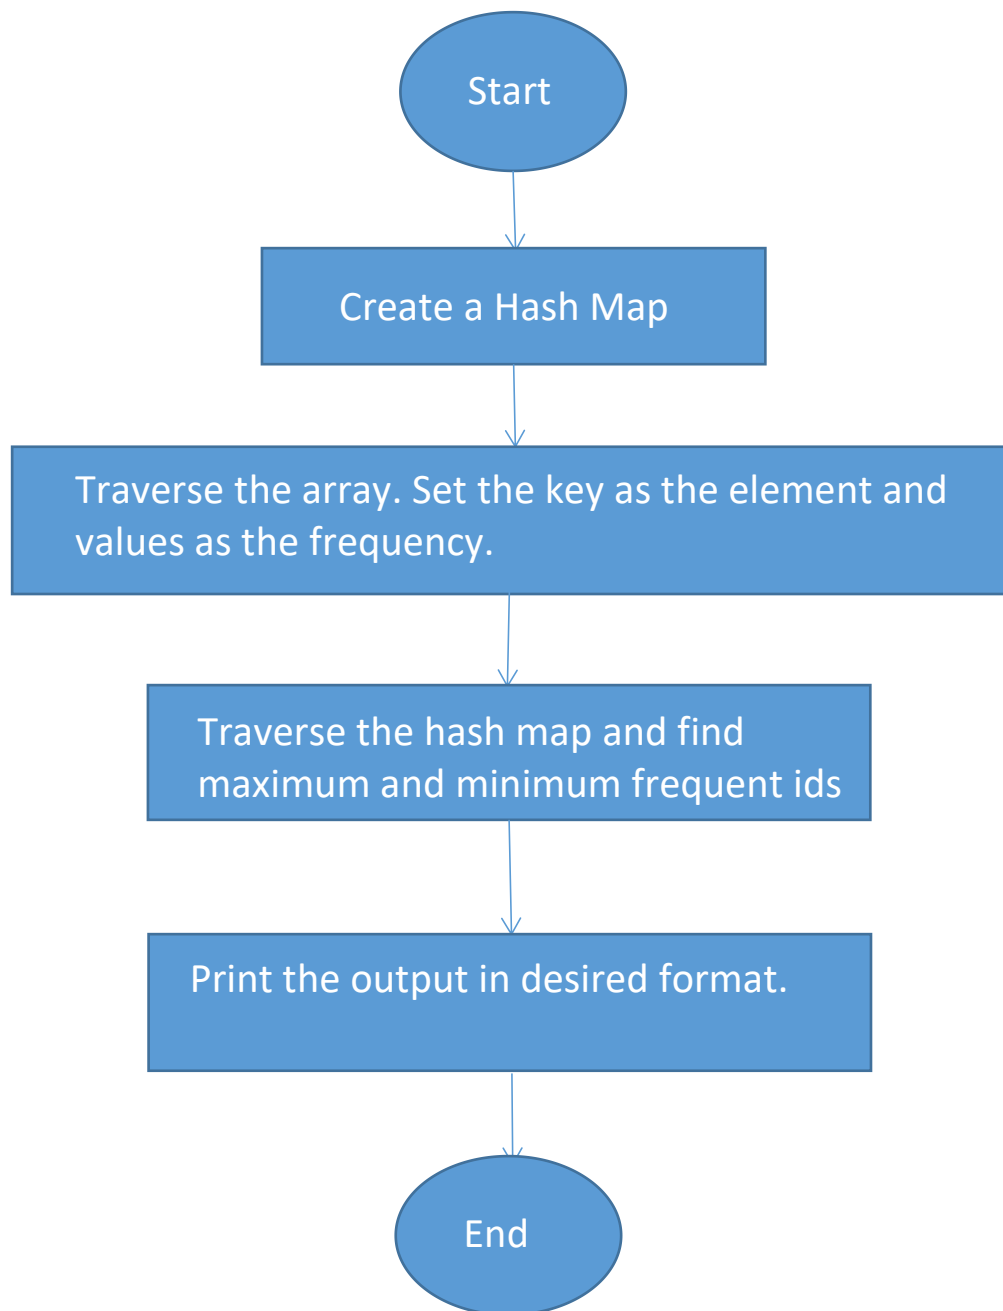 Start
Create a Hash Map
Traverse the array. Set the key as the element and
values as the frequency.
Traverse the hash map and find
maximum and minimum frequent ids
Print the output in desired format.
End